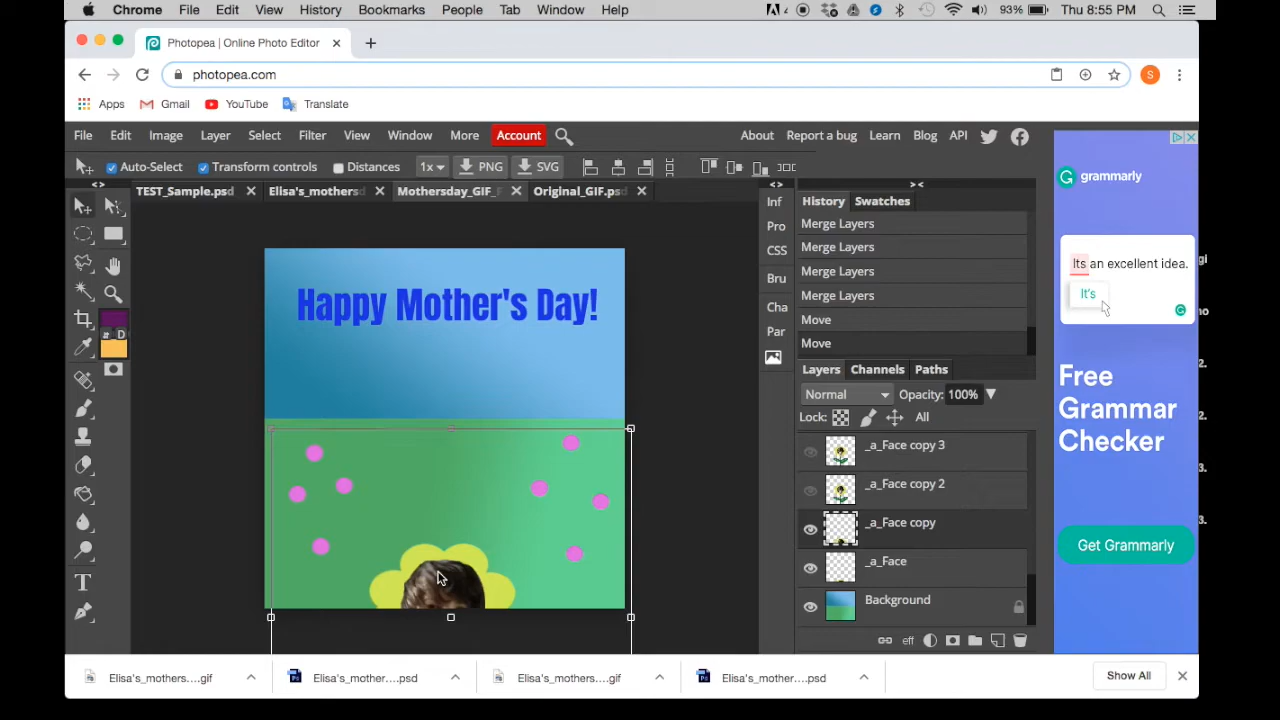 Chrome File Edit View History Bookmarks People Tab Window Help 93% Thu 8:55 PM
Photopea | Online Photo Editor
photopea.com
S
Apps Gmail YouTube Translate
File Edit Image Layer Select Filter View Window More Account About Report a bug Learn Blog API
Auto-Select Transform controls Distances 1x PNG SVG
TEST_Sample.psd Elisa's_mothers Mothersday_GIF_F Original_GIF.psd
Inf
Pro
CSS
Bru
Cha
Par
D
History Swatches
Merge Layers
Merge Layers
Merge Layers
Merge Layers
Move
Move
Layers Channels Paths
Normal Opacity: 100%
Lock: All
_a_Face copy 3
_a_Face copy 2
_a_Face copy
_a_Face
Background
eff
Happy Mother's Day!
grammarly
Its an excellent idea.
It's
Free
Grammar
Checker
Get Grammarly
Elisa's_mothers....gif Elisa's_mother....psd Elisa's_mothers....gif Elisa's_mother....psd Show All